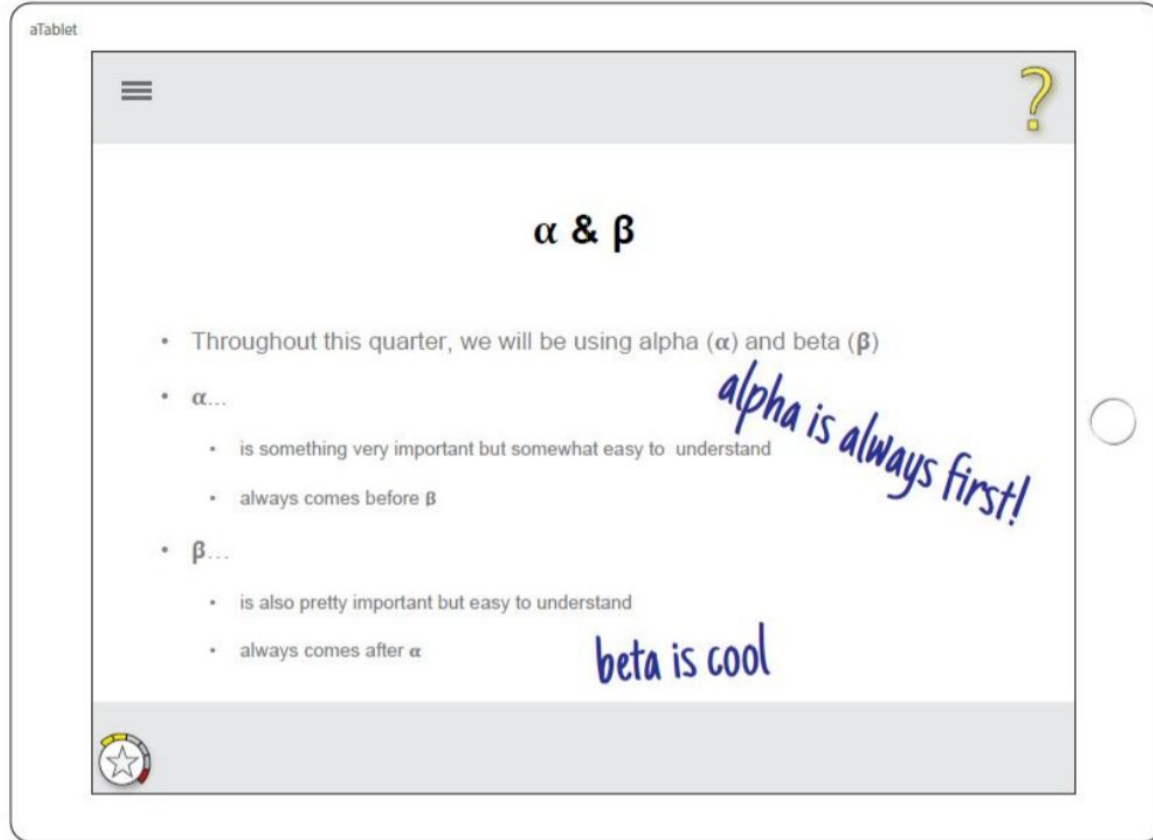 aTablet
?
α & β
• Throughout this quarter, we will be using alpha (α) and beta (β)
• α...
alpha is always first!
• is something very important but somewhat easy to understand
• always comes before β
• β...
• is also pretty important but easy to understand
• always comes after α
beta is cool